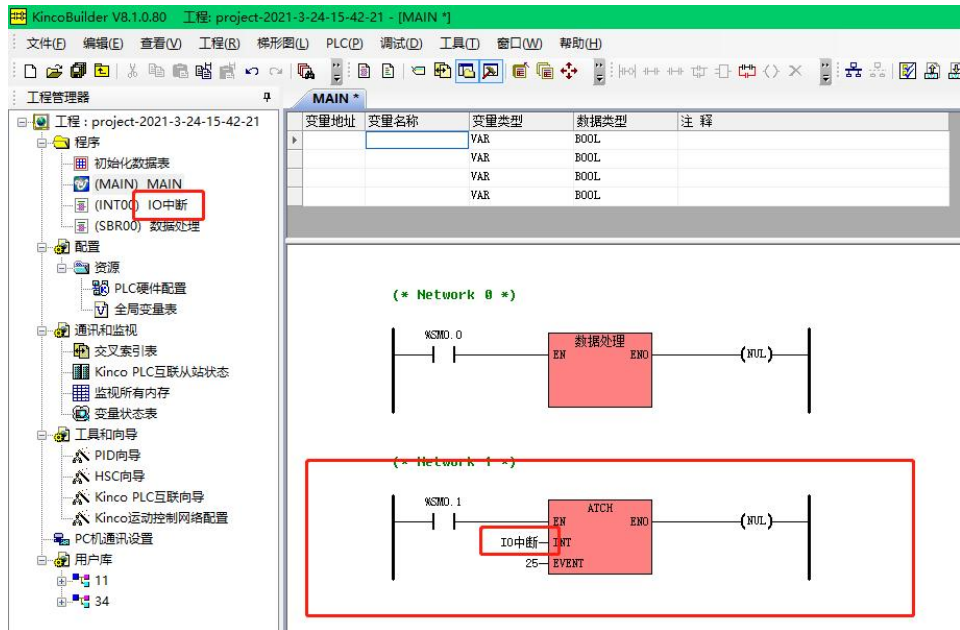 KincoBuilder V8.1.0.80 工程: project-2021-3-24-15-42-21 - [MAIN *]
文件(F) 编辑(E) 查看(V) 工程(R) 梯形图(L) PLC(P) 调试(D) 工具(T) 窗口(W) 帮助(H)
工程管理器
MAIN *
工程 : project-2021-3-24-15-42-21
程序
初始化数据表
(MAIN) MAIN
(INT00) IO中断
(SBR00) 数据处理
配置
资源
PLC硬件配置
全局变量表
通讯和监视
交叉索引表
Kinco PLC互联从站状态
监视所有内存
变量状态表
工具和向导
PID向导
HSC向导
Kinco PLC互联向导
Kinco运动控制网络配置
PC机通讯设置
用户库
11
34
变量地址 变量名称 变量类型 数据类型 注 释
VAR BOOL
VAR BOOL
VAR BOOL
VAR BOOL
(* Network 0 *)
%SM0.0
数据处理
EN ENO
(NUL)
(* Network 1 *)
%SM0.1
ATCH
EN ENO
(NUL)
IO中断 INT
25 EVENT